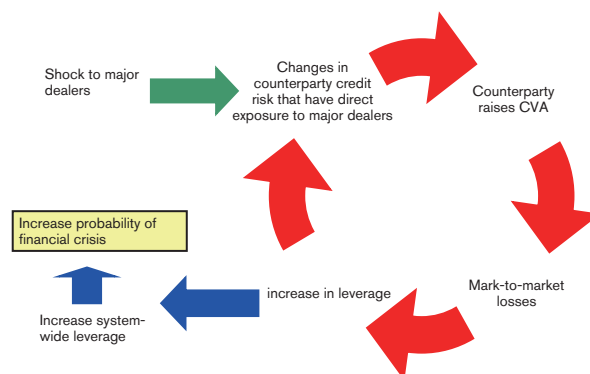 Shock to major
dealers
Changes in
counterparty credit
risk that have direct
exposure to major dealers
Counterparty
raises CVA
Mark-to-market
losses
increase in leverage
Increase system-
wide leverage
Increase probability of
financial crisis